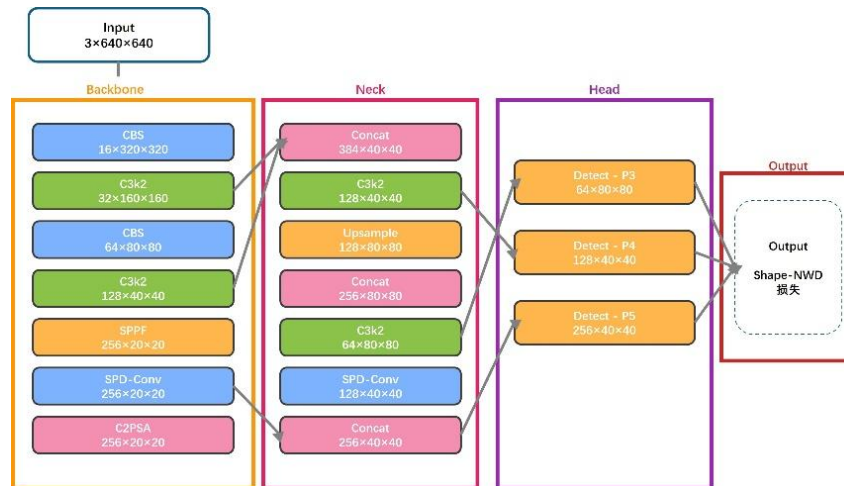 Input
3×640×640
Backbone
CBS
16×320×320
C3k2
32×160×160
CBS
64×80×80
C3k2
128×40×40
SPPF
256×20×20
SPD-Conv
256×20×20
C2PSA
256×20×20
Neck
Concat
384×40×40
C3k2
128×40×40
Upsample
128×80×80
Concat
256×80×80
C3k2
64×80×80
SPD-Conv
128×40×40
Concat
256×40×40
Head
Detect - P3
64×80×80
Detect - P4
128×40×40
Detect - P5
256×40×40
Output
Output
Shape-NWD
损失